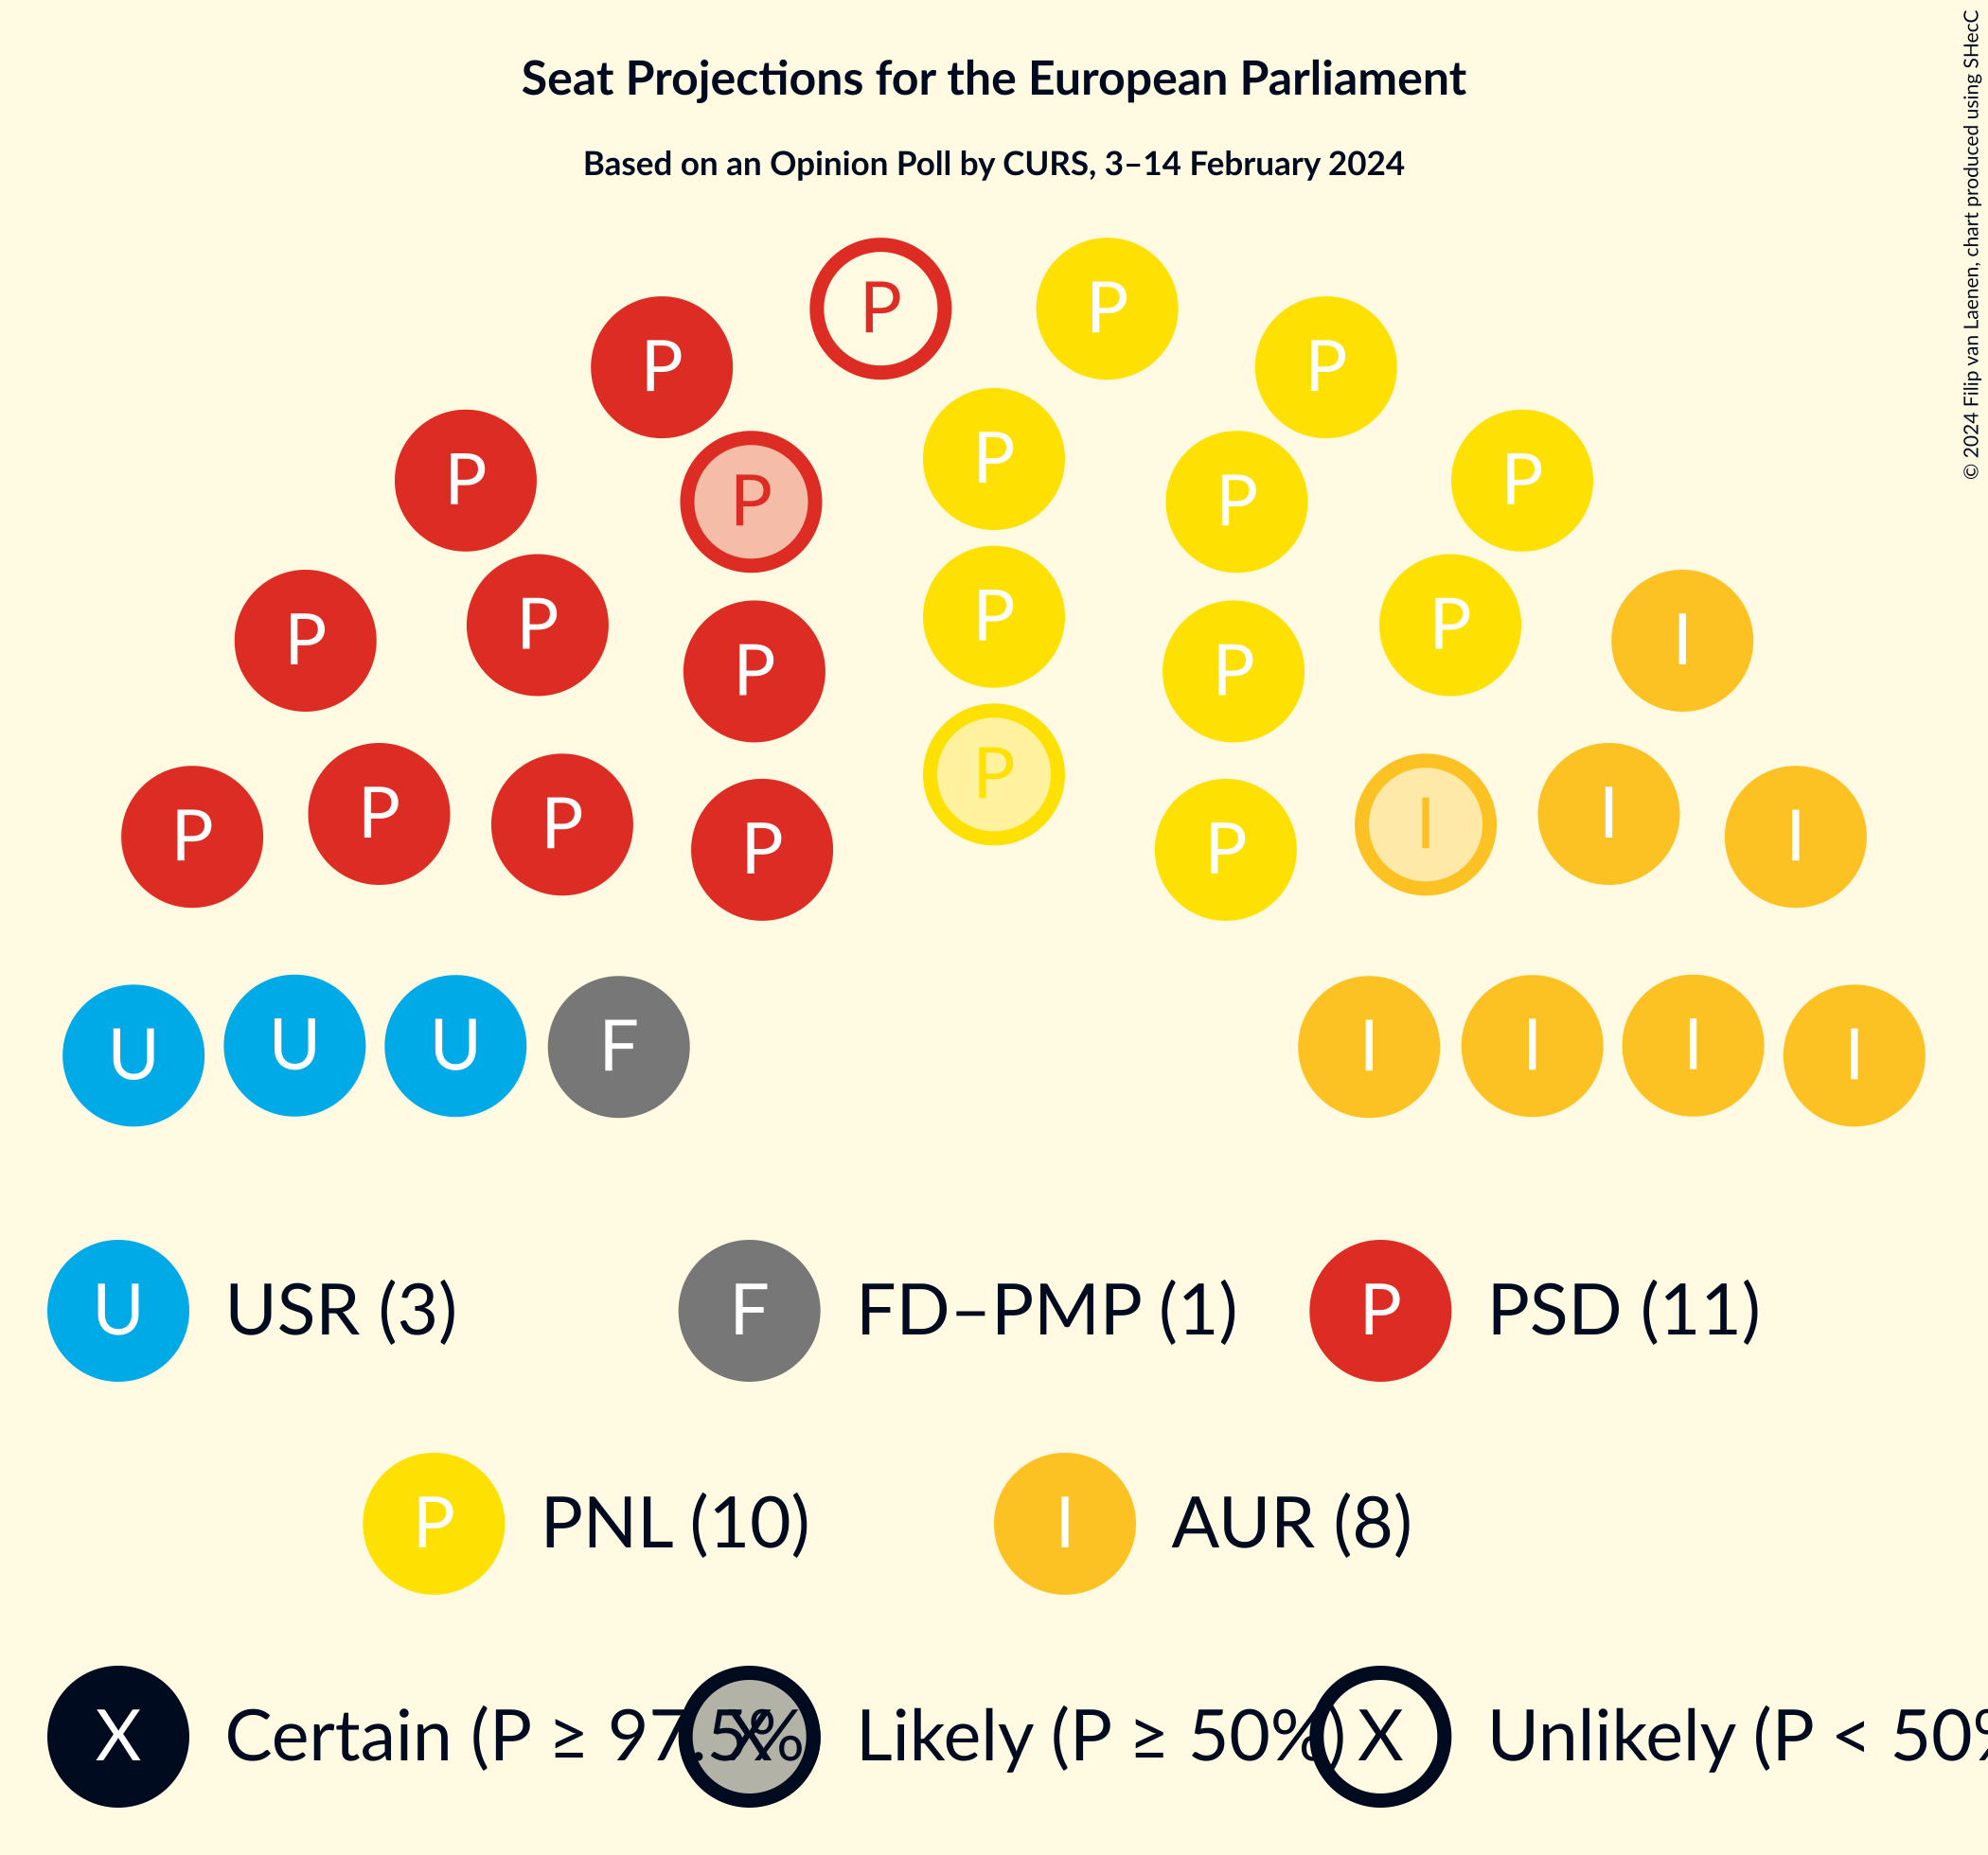 Seat Projections for the European Parliament
Based on an Opinion Poll by CURS, 3–14 February 2024
© 2024 Filip van Laenen, chart produced using SHecC
P P
P P
P P P P P
P P P I
P P P
P P
P P I I
P P P I
P P
U U U F I I I I
U USR (3) F FD–PMP (1) P PSD (11)
P PNL (10) I AUR (8)
X Certain (P ≥ 97.5% X Likely (P ≥ 50%) X Unlikely (P < 50%